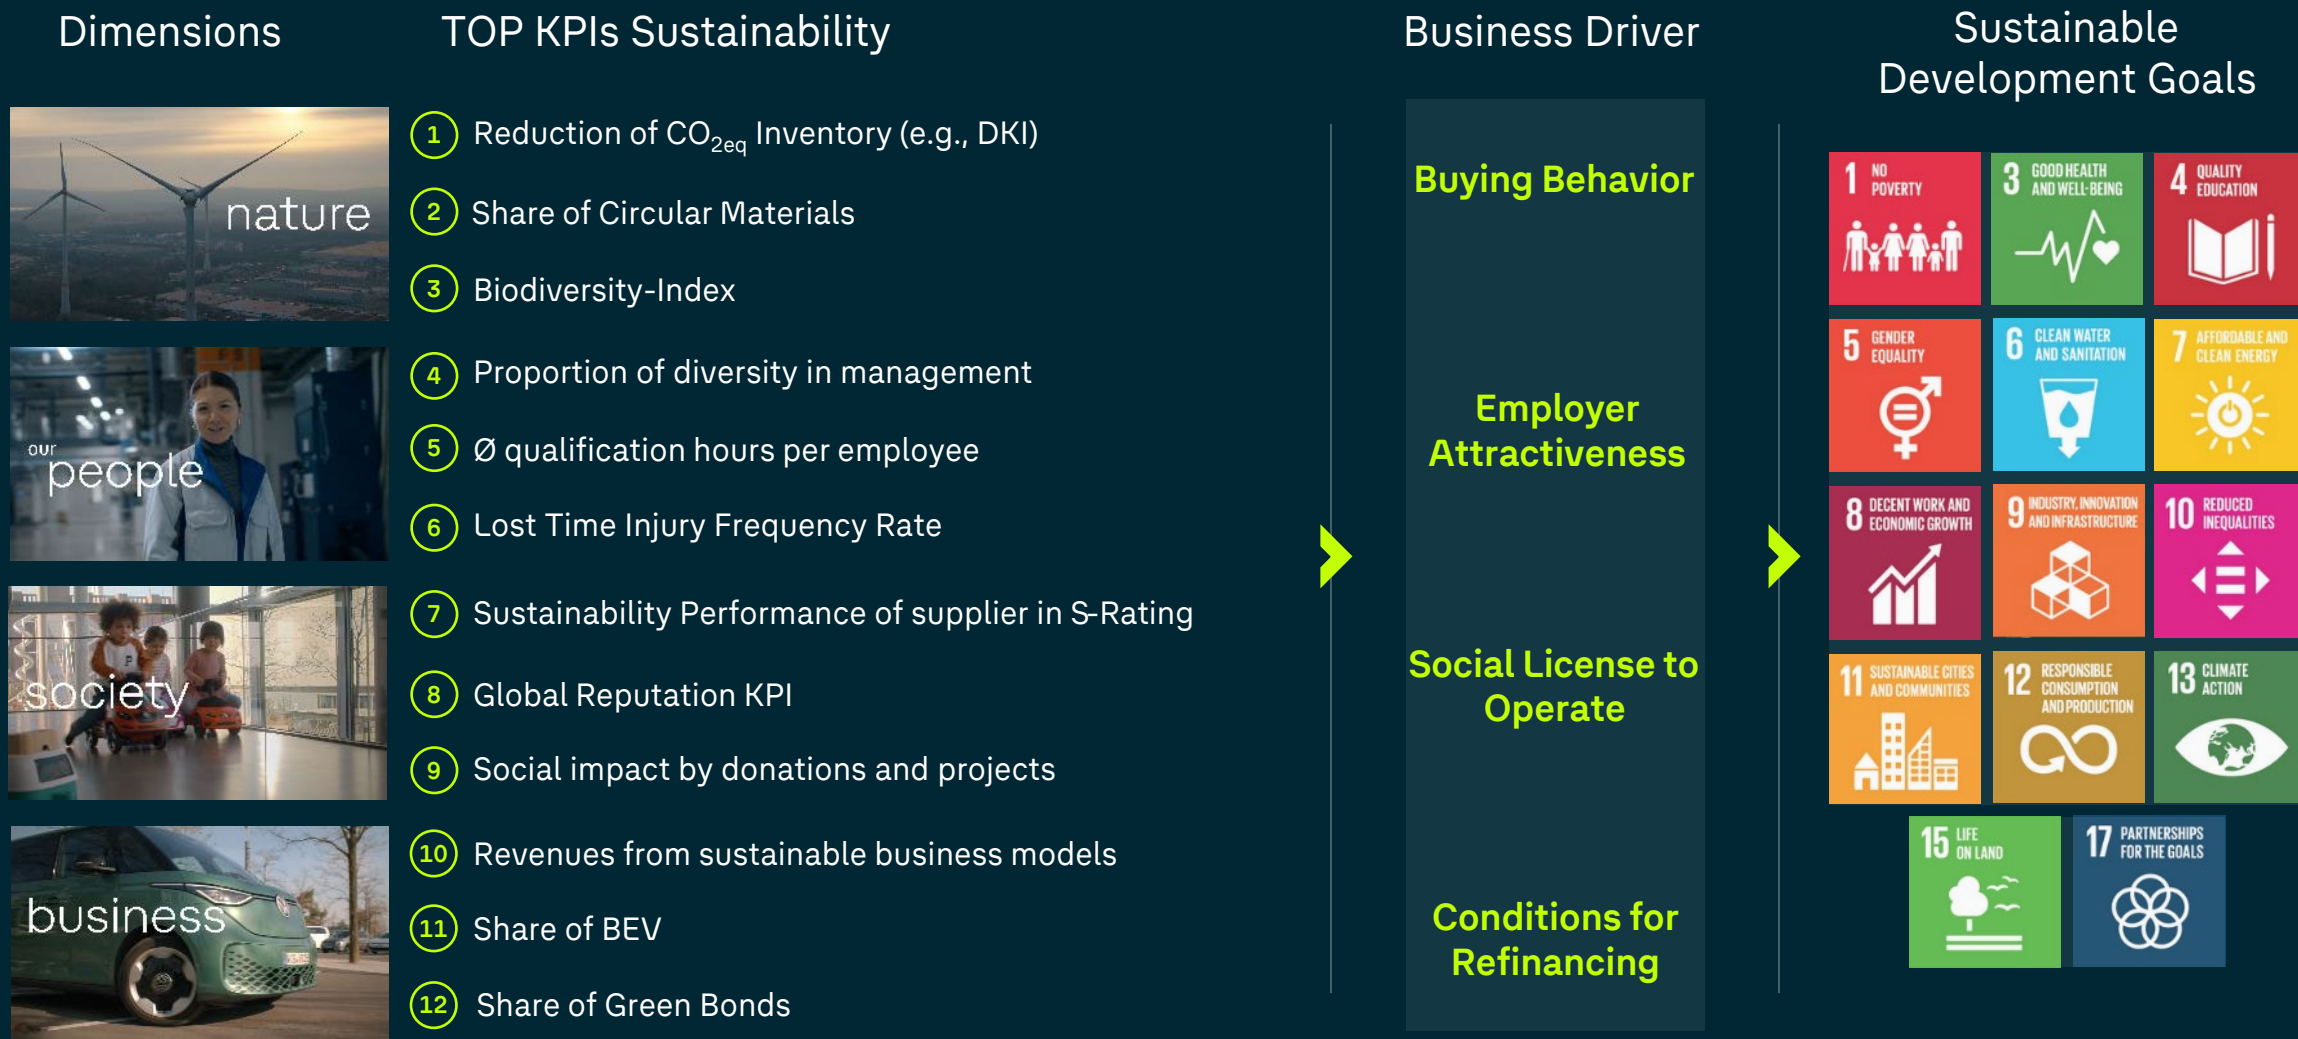 Dimensions
TOP KPIs Sustainability
Business Driver
Sustainable
Development Goals
nature
1 Reduction of CO2eq Inventory (e.g., DKI)
2 Share of Circular Materials
3 Biodiversity-Index
our
people
4 Proportion of diversity in management
5 Ø qualification hours per employee
6 Lost Time Injury Frequency Rate
society
7 Sustainability Performance of supplier in S-Rating
8 Global Reputation KPI
9 Social impact by donations and projects
business
10 Revenues from sustainable business models
11 Share of BEV
12 Share of Green Bonds
Buying Behavior
Employer
Attractiveness
Social License to
Operate
Conditions for
Refinancing
1 NO
POVERTY
3 GOOD HEALTH
AND WELL-BEING
4 QUALITY
EDUCATION
5 GENDER
EQUALITY
6 CLEAN WATER
AND SANITATION
7 AFFORDABLE AND
CLEAN ENERGY
8 DECENT WORK AND
ECONOMIC GROWTH
9 INDUSTRY, INNOVATION
AND INFRASTRUCTURE
10 REDUCED
INEQUALITIES
11 SUSTAINABLE CITIES
AND COMMUNITIES
12 RESPONSIBLE
CONSUMPTION
AND PRODUCTION
13 CLIMATE
ACTION
15 LIFE
ON LAND
17 PARTNERSHIPS
FOR THE GOALS